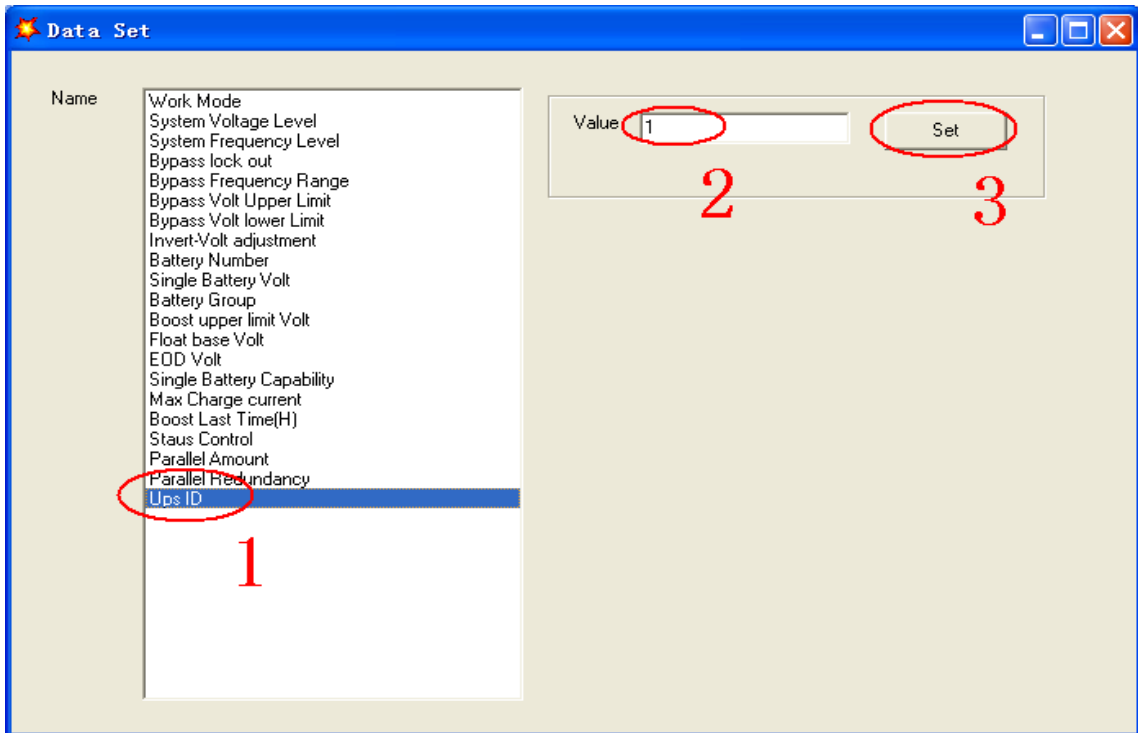 Data Set
Name
Work Mode
System Voltage Level
System Frequency Level
Bypass lock out
Bypass Frequency Range
Bypass Volt Upper Limit
Bypass Volt lower Limit
Invert-Volt adjustment
Battery Number
Single Battery Volt
Battery Group
Boost upper limit Volt
Float base Volt
EOD Volt
Single Battery Capability
Max Charge current
Boost Last Time(H)
Staus Control
Parallel Amount
Parallel Redundancy
Ups ID
1
Value 1 Set
2 3